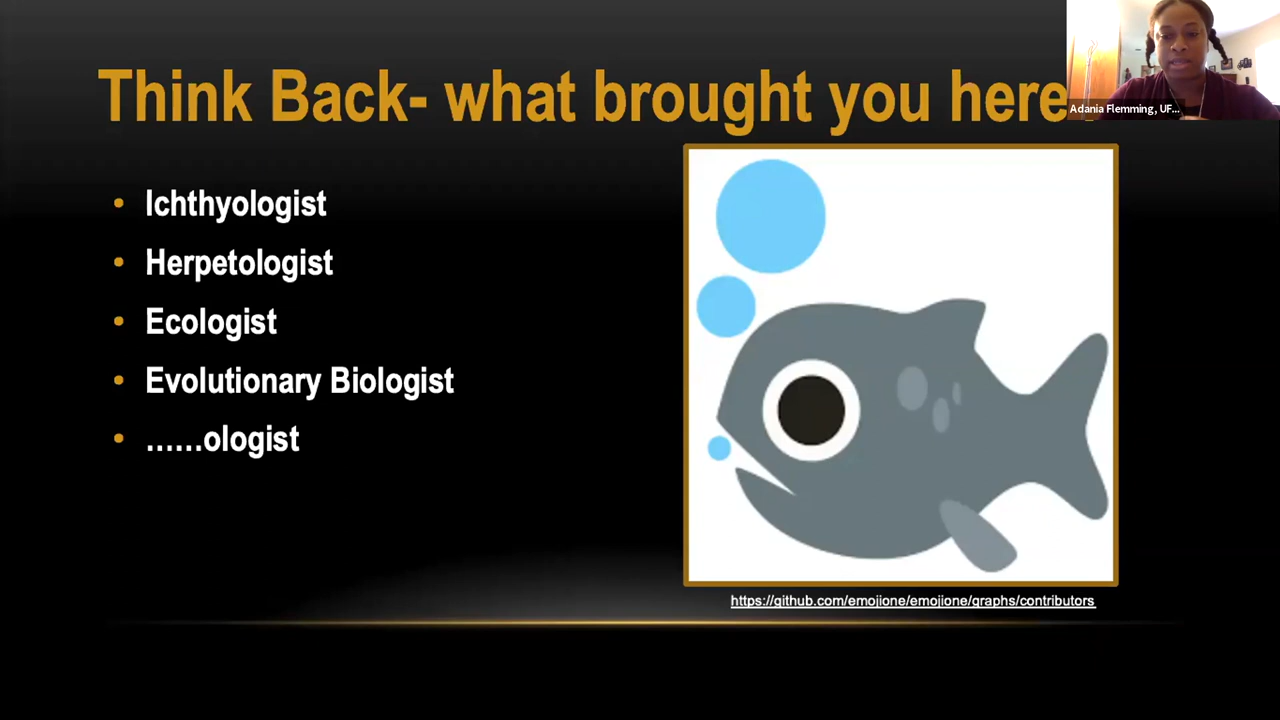 Think Back- what brought you here
Adania Flemming, UF...
Ichthyologist
Herpetologist
Ecologist
Evolutionary Biologist
……ologist
https://github.com/emojione/emojione/graphs/contributors